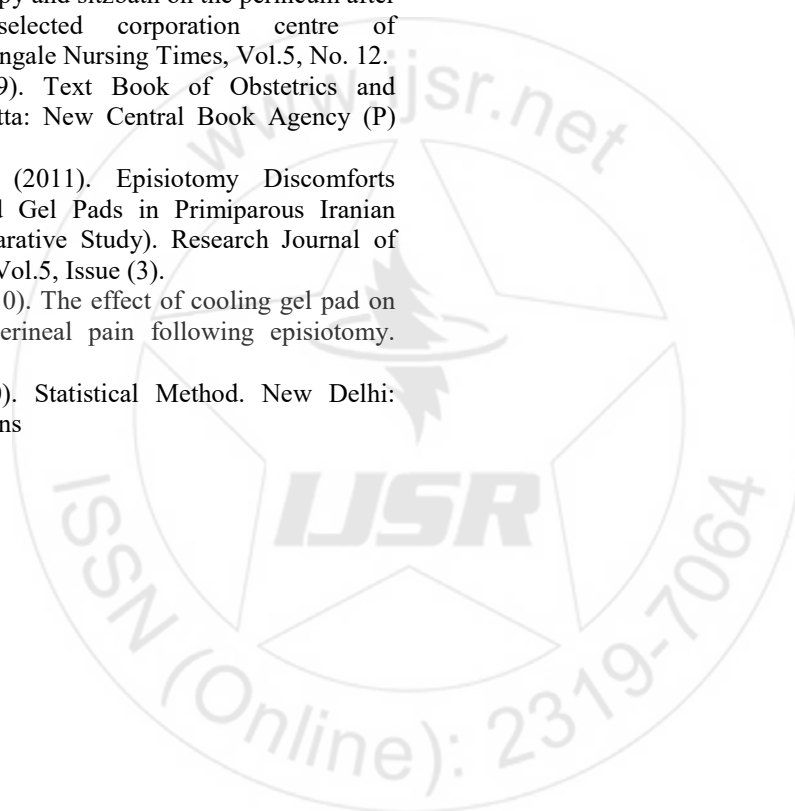 py and sitzbath on the perineum after
selected corporation centre of
ngale Nursing Times, Vol.5, No. 12.
9). Text Book of Obstetrics and
tta: New Central Book Agency (P)
(2011). Episiotomy Discomforts
l Gel Pads in Primiparous Iranian
arative Study). Research Journal of
Vol.5, Issue (3).
0). The effect of cooling gel pad on
erineal pain following episiotomy.
0). Statistical Method. New Delhi:
ns
www.ijsr.net
IJSR
ISSN (Online): 2319-7064